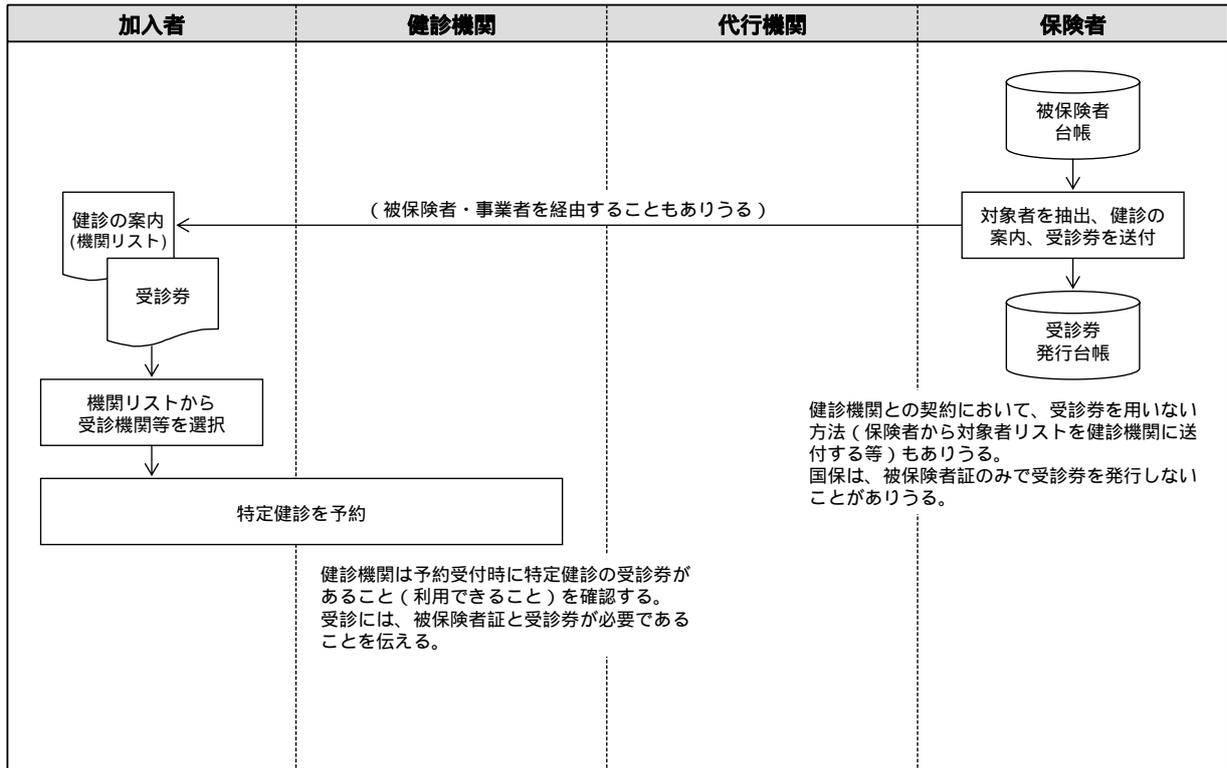 加入者
健診機関
代行機関
保険者
被保険者
台帳
対象者を抽出、健診の
案内、受診券を送付
(被保険者・事業者を経由することもありうる)
健診の案内
(機関リスト)
受診券
受診券
発行台帳
機関リストから
受診機関等を選択
健診機関との契約において、受診券を用いない
方法(保険者から対象者リストを健診機関に送
付する等)もありうる。
国保は、被保険者証のみで受診券を発行しない
ことがありうる。
特定健診を予約
健診機関は予約受付時に特定健診の受診券が
あること(利用できること)を確認する。
受診には、被保険者証と受診券が必要である
ことを伝える。